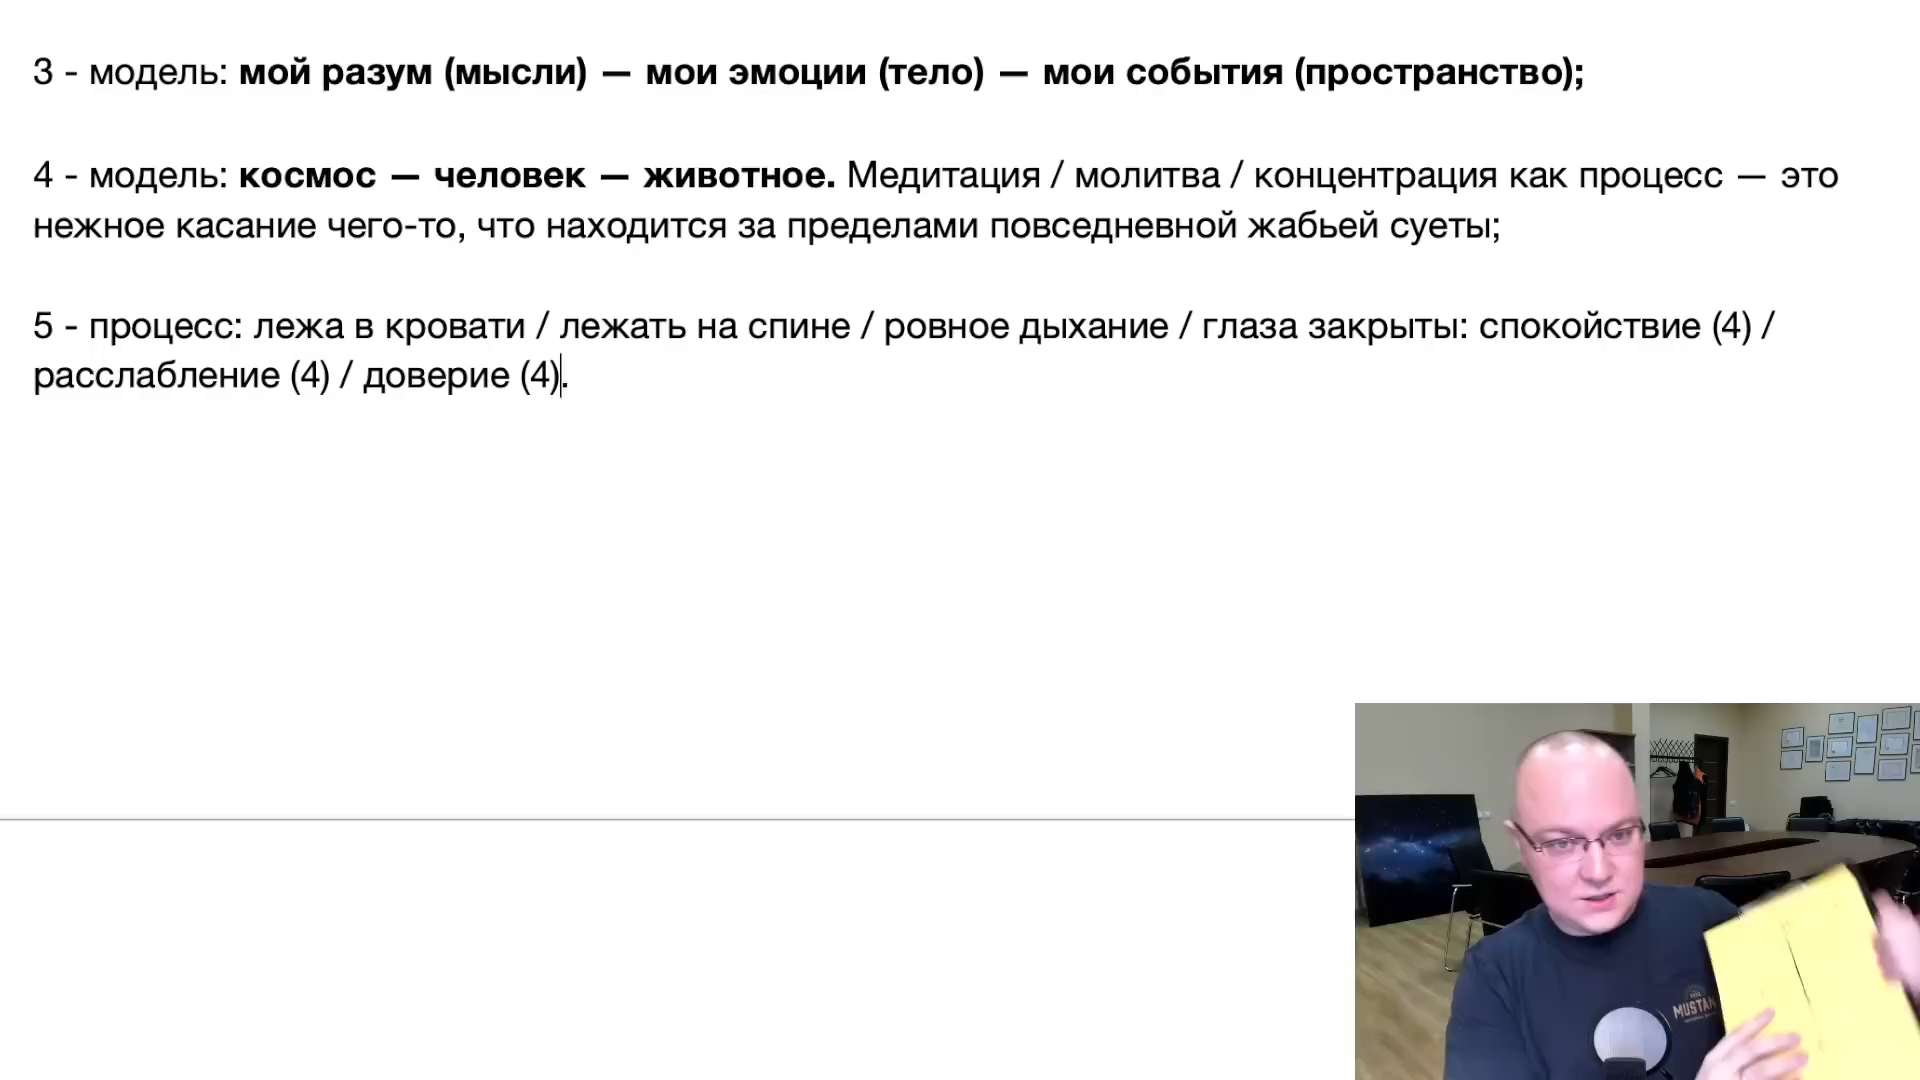 3 - модель: мой разум (мысли) — мои эмоции (тело) — мои события (пространство);
4 - модель: космос — человек — животное. Медитация / молитва / концентрация как процесс — это
нежное касание чего-то, что находится за пределами повседневной жабьей суеты;
5 - процесс: лежа в кровати / лежать на спине / ровное дыхание / глаза закрыты: спокойствие (4) /
расслабление (4) / доверие (4).
MUSTAN